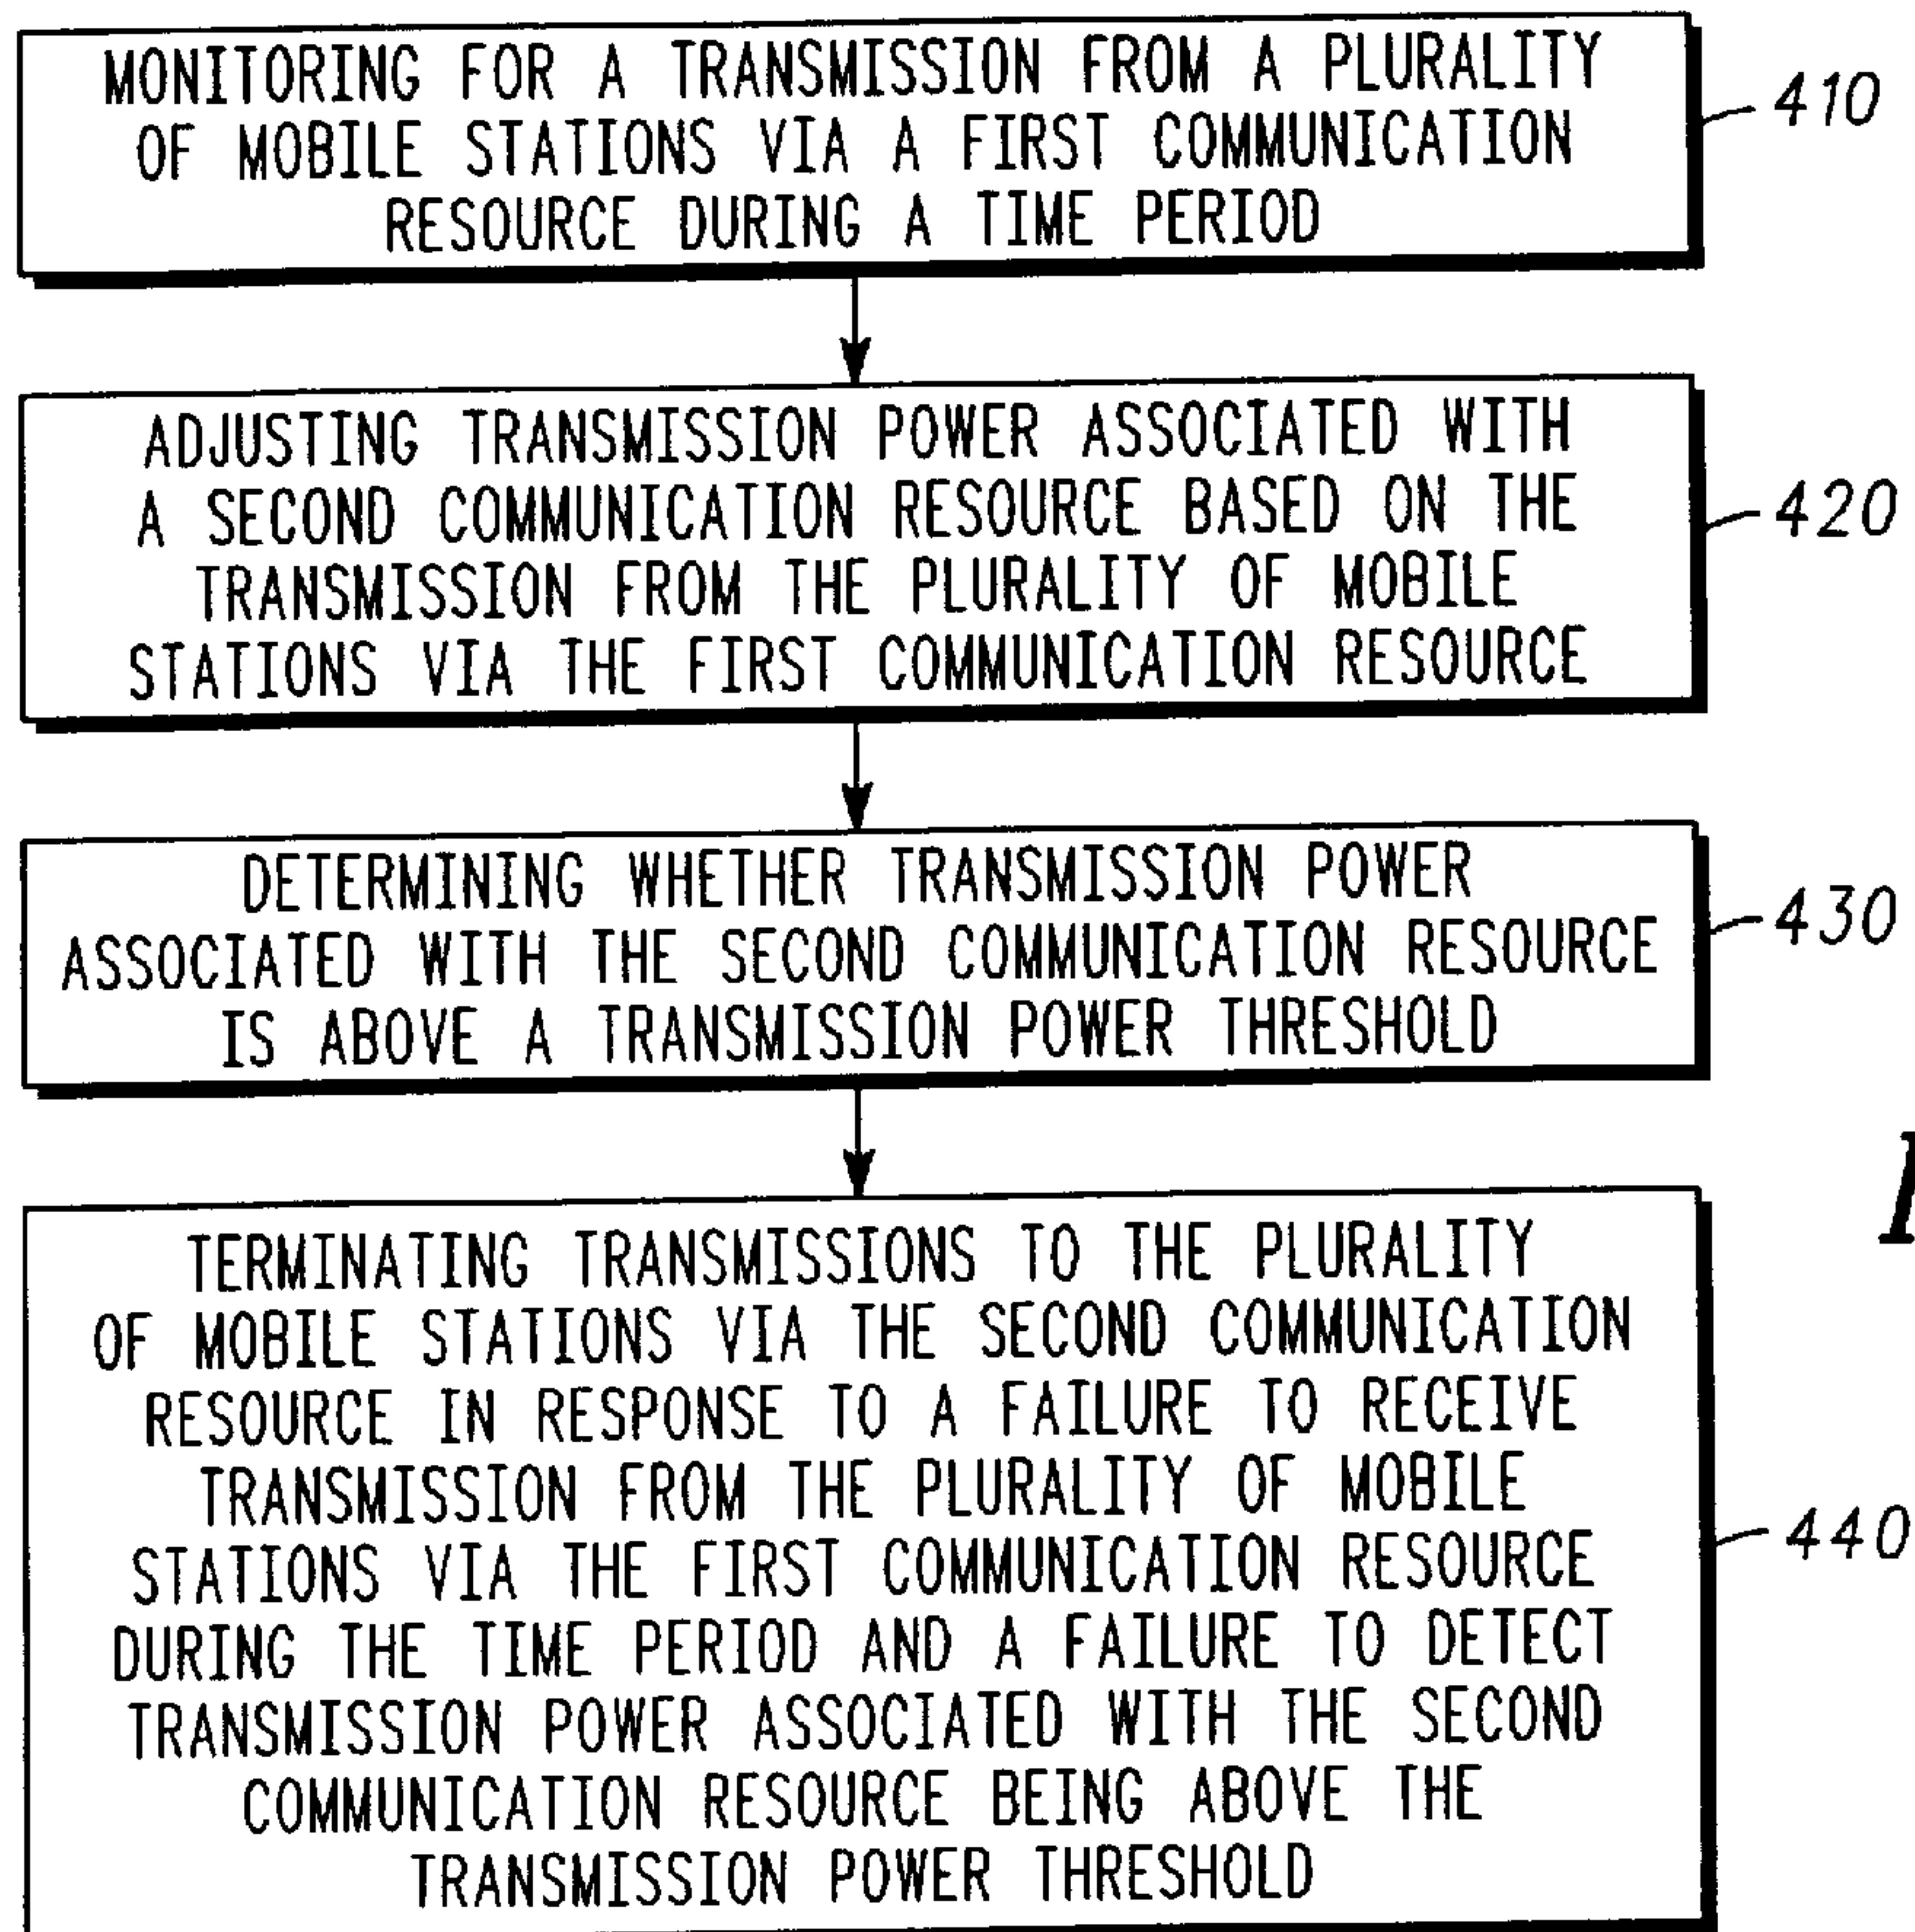 MONITORING FOR A TRANSMISSION FROM A PLURALITY
OF MOBILE STATIONS VIA A FIRST COMMUNICATION
RESOURCE DURING A TIME PERIOD
410
ADJUSTING TRANSMISSION POWER ASSOCIATED WITH
A SECOND COMMUNICATION RESOURCE BASED ON THE
TRANSMISSION FROM THE PLURALITY OF MOBILE
STATIONS VIA THE FIRST COMMUNICATION RESOURCE
420
DETERMINING WHETHER TRANSMISSION POWER
ASSOCIATED WITH THE SECOND COMMUNICATION RESOURCE
IS ABOVE A TRANSMISSION POWER THRESHOLD
430
TERMINATING TRANSMISSIONS TO THE PLURALITY
OF MOBILE STATIONS VIA THE SECOND COMMUNICATION
RESOURCE IN RESPONSE TO A FAILURE TO RECEIVE
TRANSMISSION FROM THE PLURALITY OF MOBILE
STATIONS VIA THE FIRST COMMUNICATION RESOURCE
DURING THE TIME PERIOD AND A FAILURE TO DETECT
TRANSMISSION POWER ASSOCIATED WITH THE SECOND
COMMUNICATION RESOURCE BEING ABOVE THE
TRANSMISSION POWER THRESHOLD
440